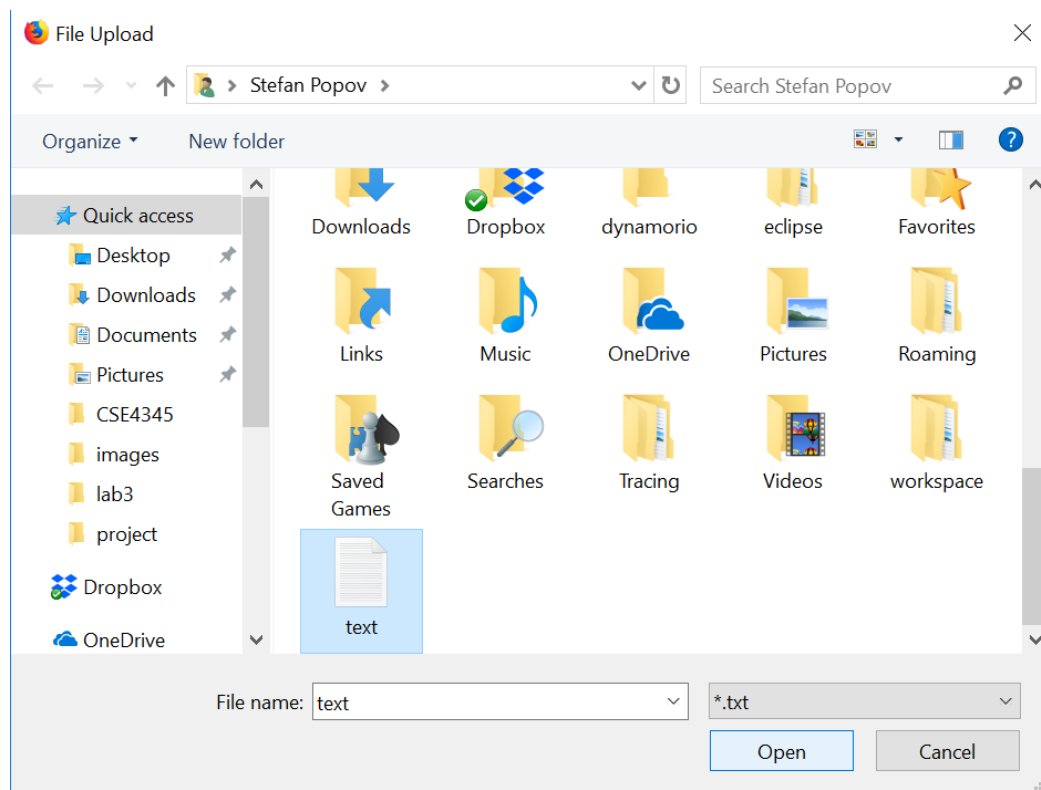 File Upload
Stefan Popov
Search Stefan Popov
Organize
New folder
?
Quick access
Desktop
Downloads
Documents
Pictures
CSE4345
images
lab3
project
Dropbox
OneDrive
Downloads
Dropbox
dynamorio
eclipse
Favorites
Links
Music
OneDrive
Pictures
Roaming
Saved
Games
Searches
Tracing
Videos
workspace
text
File name: text
*.txt
Open
Cancel